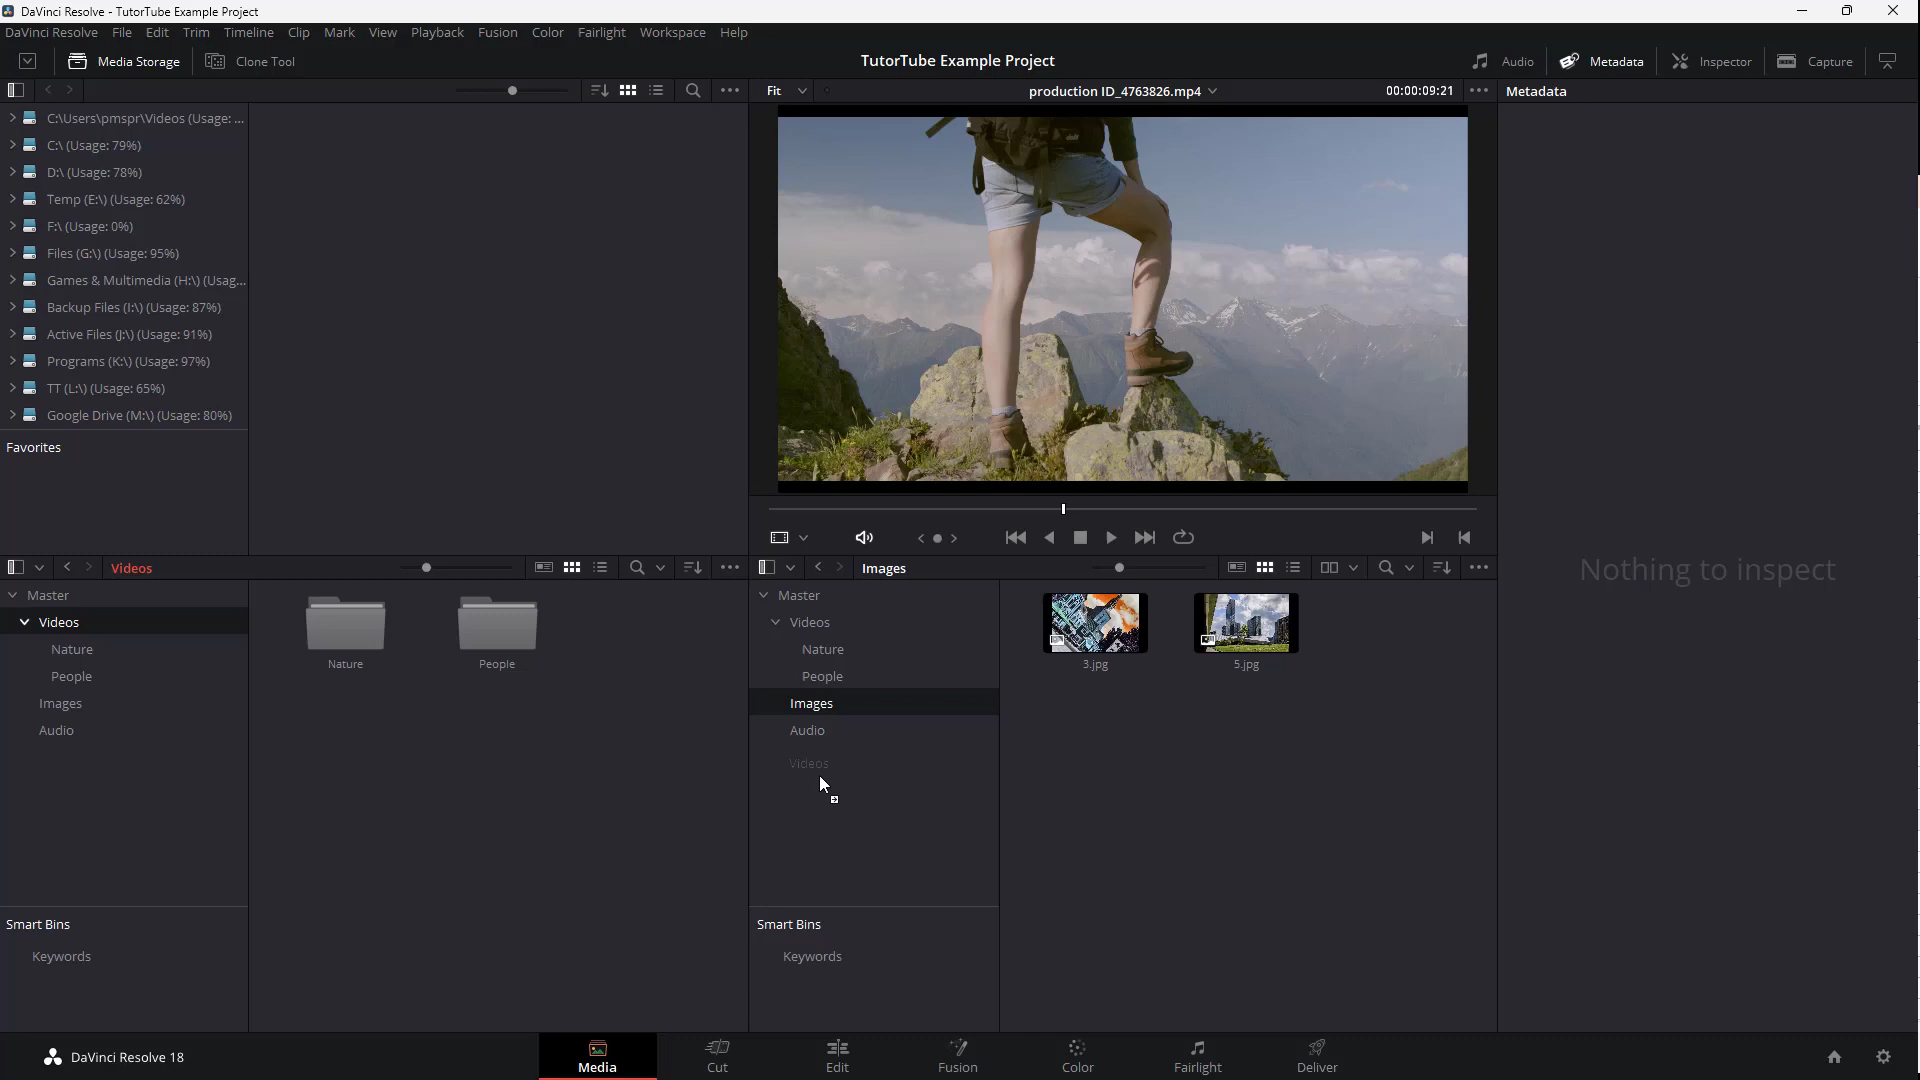 DaVinci Resolve - TutorTube Example Project
DaVinci Resolve File Edit Trim Timeline Clip Mark View Playback Fusion Color Fairlight Workspace Help
Media Storage Clone Tool TutorTube Example Project Audio Metadata Inspector Capture
Fit production ID_4763826.mp4 00:00:09:21 Metadata
C:\Users\pmspr\Videos (Usage: ...
C:\ (Usage: 79%)
D:\ (Usage: 78%)
Temp (E:\) (Usage: 62%)
F:\ (Usage: 0%)
Files (G:\) (Usage: 95%)
Games & Multimedia (H:\) (Usag...
Backup Files (I:\) (Usage: 87%)
Active Files (J:\) (Usage: 91%)
Programs (K:\) (Usage: 97%)
TT (L:\) (Usage: 65%)
Google Drive (M:\) (Usage: 80%)
Favorites
Nothing to inspect
Videos
Master
Videos
Nature
People
Images
Audio
Nature People
Smart Bins
Keywords
Images
Master
Videos
Nature
People
Images
Audio
Videos
3.jpg 5.jpg
Smart Bins
Keywords
DaVinci Resolve 18
Media Cut Edit Fusion Color Fairlight Deliver